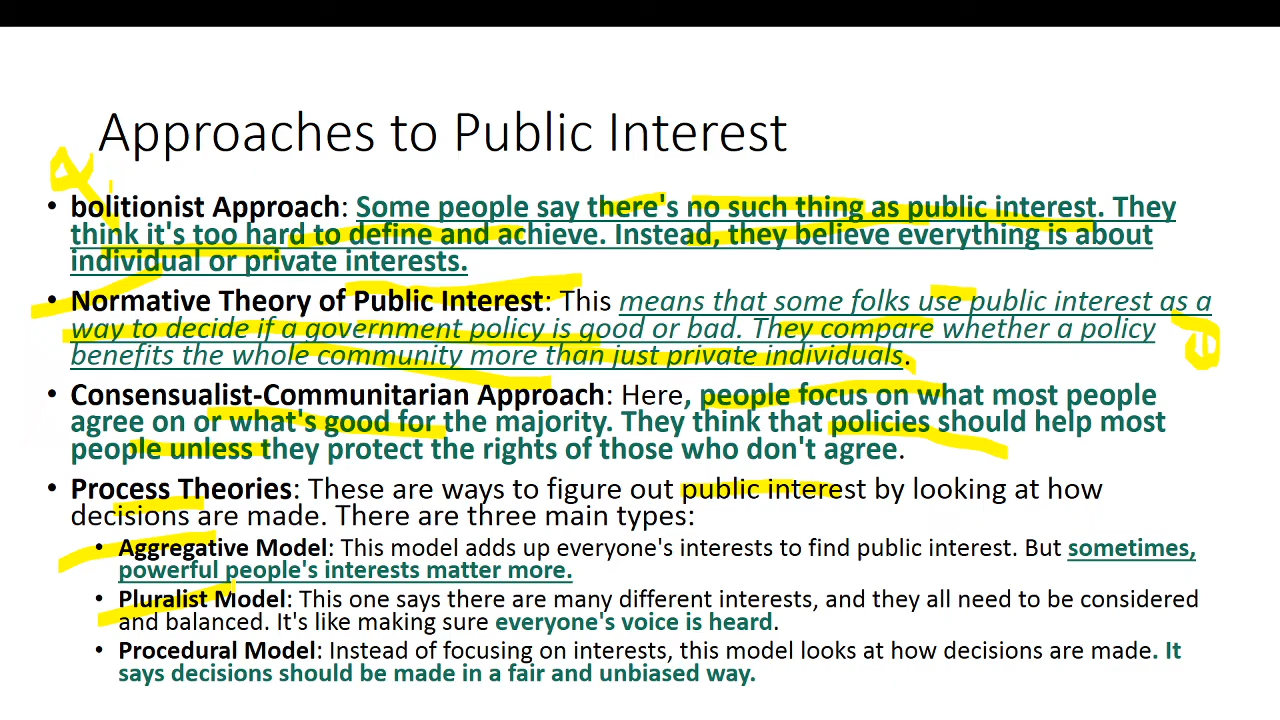 Approaches to Public Interest
• bolitionist Approach: Some people say there's no such thing as public interest. They
think it's too hard to define and achieve. Instead, they believe everything is about
individual or private interests.
• Normative Theory of Public Interest: This means that some folks use public interest as a
way to decide if a government policy is good or bad. They compare whether a policy
benefits the whole community more than just private individuals.
• Consensualist-Communitarian Approach: Here, people focus on what most people
agree on or what's good for the majority. They think that policies should help most
people unless they protect the rights of those who don't agree.
• Process Theories: These are ways to figure out public interest by looking at how
decisions are made. There are three main types:
• Aggregative Model: This model adds up everyone's interests to find public interest. But sometimes,
powerful people's interests matter more.
• Pluralist Model: This one says there are many different interests, and they all need to be considered
and balanced. It's like making sure everyone's voice is heard.
• Procedural Model: Instead of focusing on interests, this model looks at how decisions are made. It
says decisions should be made in a fair and unbiased way.